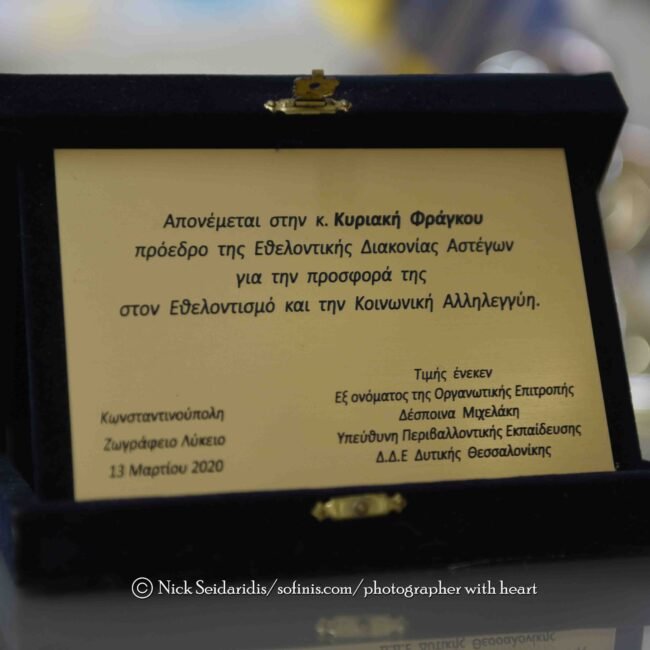 Απονέμεται στην κ. Κυριακή Φράγκου
πρόεδρο της Εθελοντικής Διακονίας Αστέγων
για την προσφορά της
στον Εθελοντισμό και την Κοινωνική Αλληλεγγύη.
Κωνσταντινούπολη
Ζωγράφειο Λύκειο
13 Μαρτίου 2020
Τιμής ένεκεν
Εξ ονόματος της Οργανωτικής Επιτροπής
Δέσποινα Μιχελάκη
Υπεύθυνη Περιβαλλοντικής Εκπαίδευσης
Δ.Δ.Ε Δυτικής Θεσσαλονίκης
© Nick Seidaridis/sofinis.com/photographer with heart